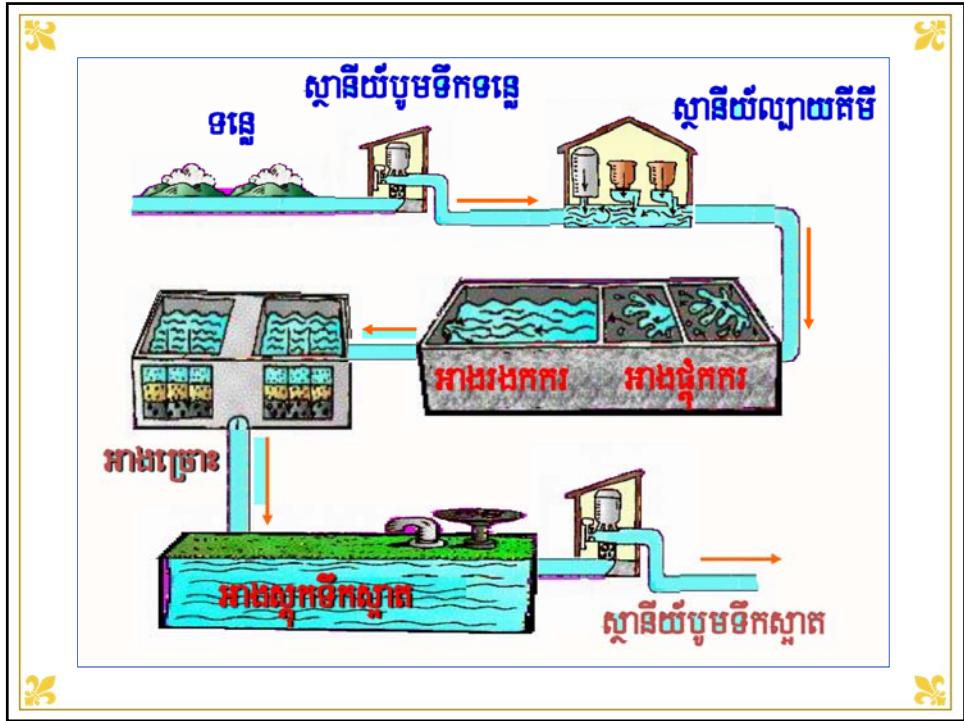 ទន្លេ
ស្ថានីយ៍បូមទឹកទន្លេ
ស្ថានីយ៍ល្បាយគីមី
អាងរងកករ
អាងផ្តុំកករ
អាងច្រោះ
អាងស្តុកទឹកស្អាត
ស្ថានីយ៍បូមទឹកស្អាត